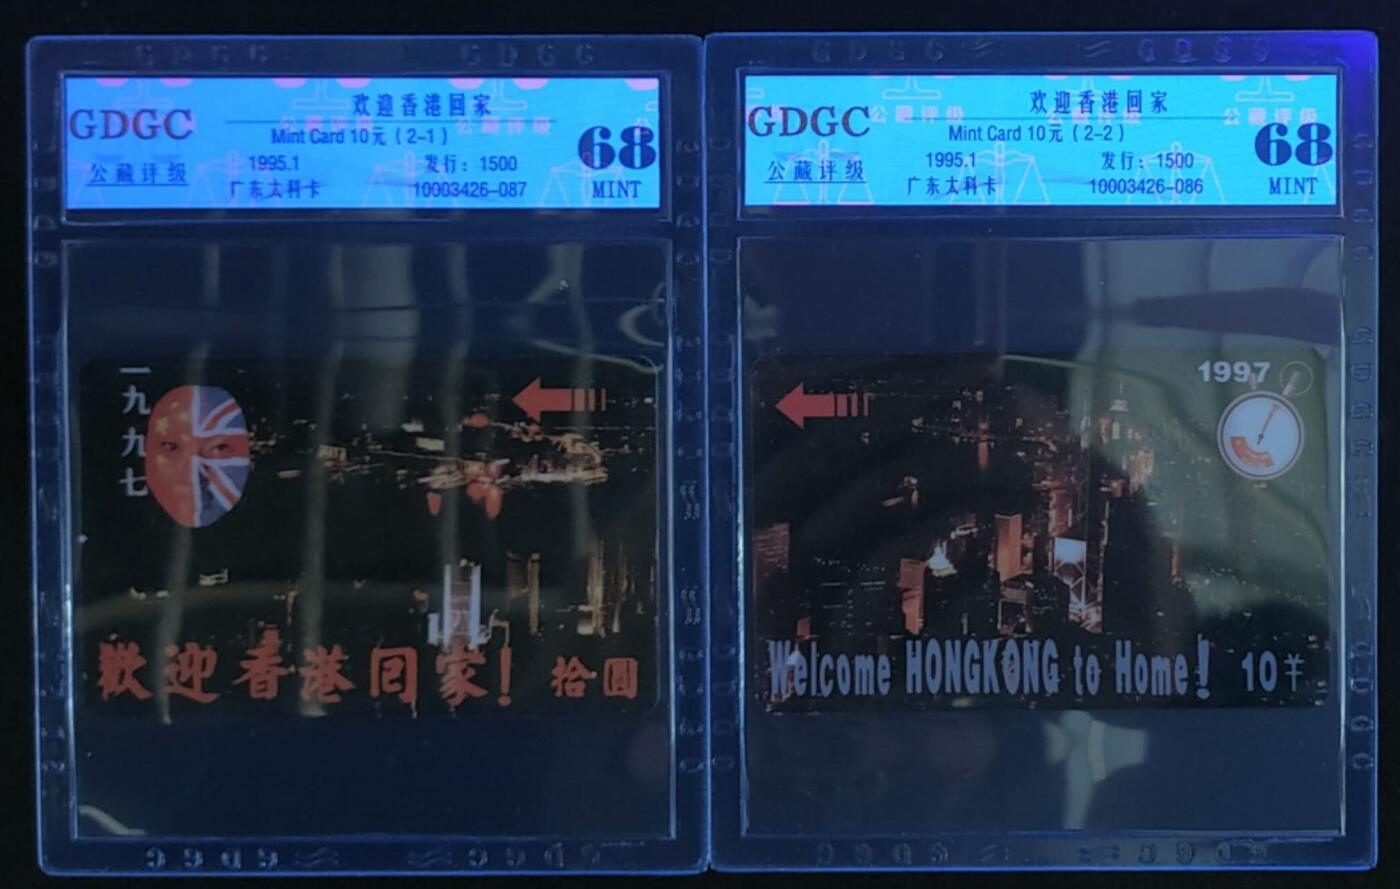 GDGC
公藏评级
欢迎香港回家
Mint Card 10元 (2-1)
1995.1
发行: 1500
广东太科卡
10003426-087
68
MINT
一九九七
歡迎香港回家! 拾圓
GDGC
公藏评级
欢迎香港回家
Mint Card 10元 (2-2)
1995.1
发行: 1500
广东太科卡
10003426-086
68
MINT
1997
Welcome HONGKONG to Home! 10¥